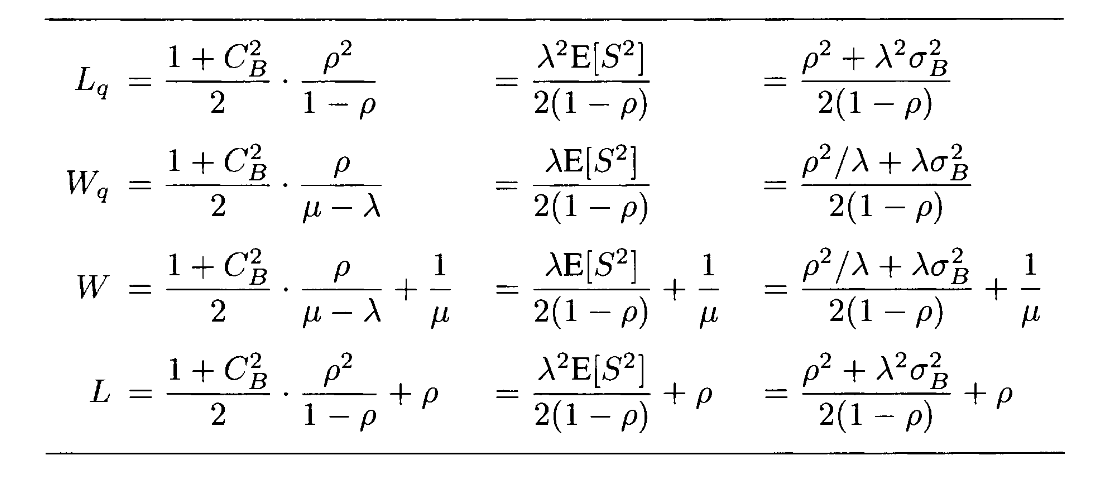 $L_q = \frac{1 + C_B^2}{2} \cdot \frac{\rho^2}{1 - \rho} = \frac{\lambda^2 \mathrm{E}[S^2]}{2(1 - \rho)} = \frac{\rho^2 + \lambda^2 \sigma_B^2}{2(1 - \rho)}$
$W_q = \frac{1 + C_B^2}{2} \cdot \frac{\rho}{\mu - \lambda} = \frac{\lambda \mathrm{E}[S^2]}{2(1 - \rho)} = \frac{\rho^2/\lambda + \lambda \sigma_B^2}{2(1 - \rho)}$
$W = \frac{1 + C_B^2}{2} \cdot \frac{\rho}{\mu - \lambda} + \frac{1}{\mu} = \frac{\lambda \mathrm{E}[S^2]}{2(1 - \rho)} + \frac{1}{\mu} = \frac{\rho^2/\lambda + \lambda \sigma_B^2}{2(1 - \rho)} + \frac{1}{\mu}$
$L = \frac{1 + C_B^2}{2} \cdot \frac{\rho^2}{1 - \rho} + \rho = \frac{\lambda^2 \mathrm{E}[S^2]}{2(1 - \rho)} + \rho = \frac{\rho^2 + \lambda^2 \sigma_B^2}{2(1 - \rho)} + \rho$